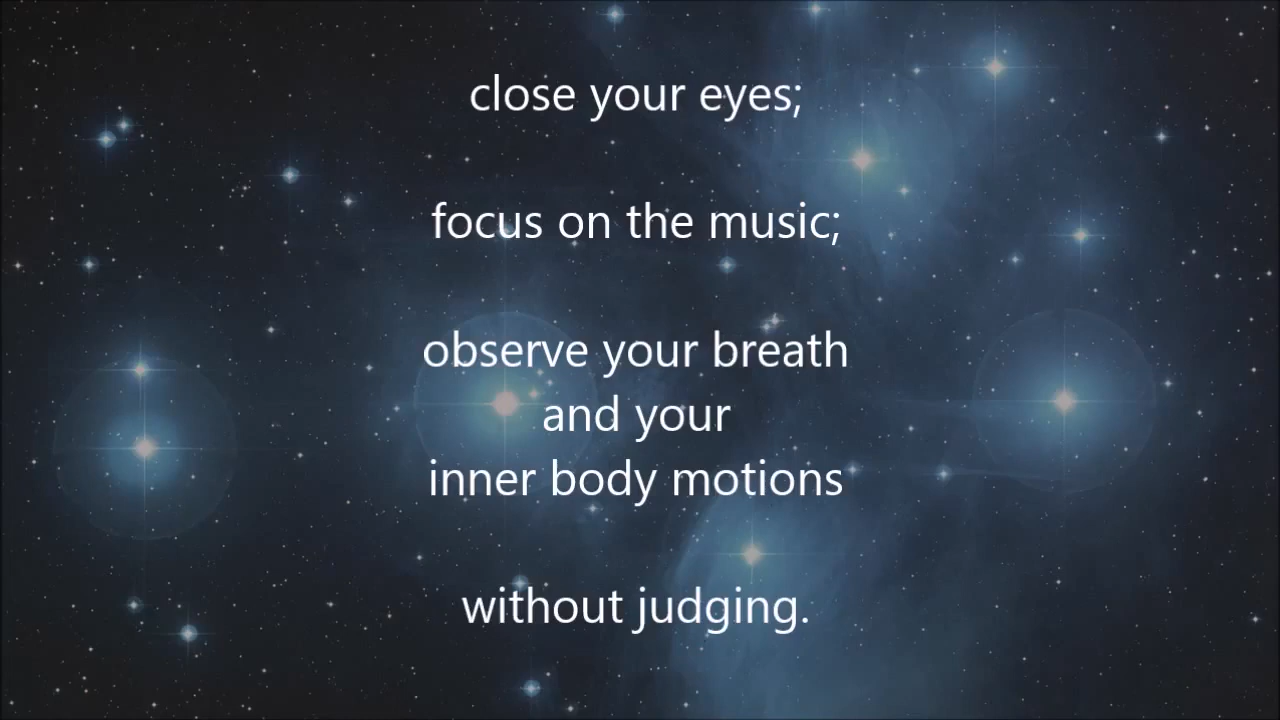 close your eyes;
focus on the music;
observe your breath
and your
inner body motions
without judging.